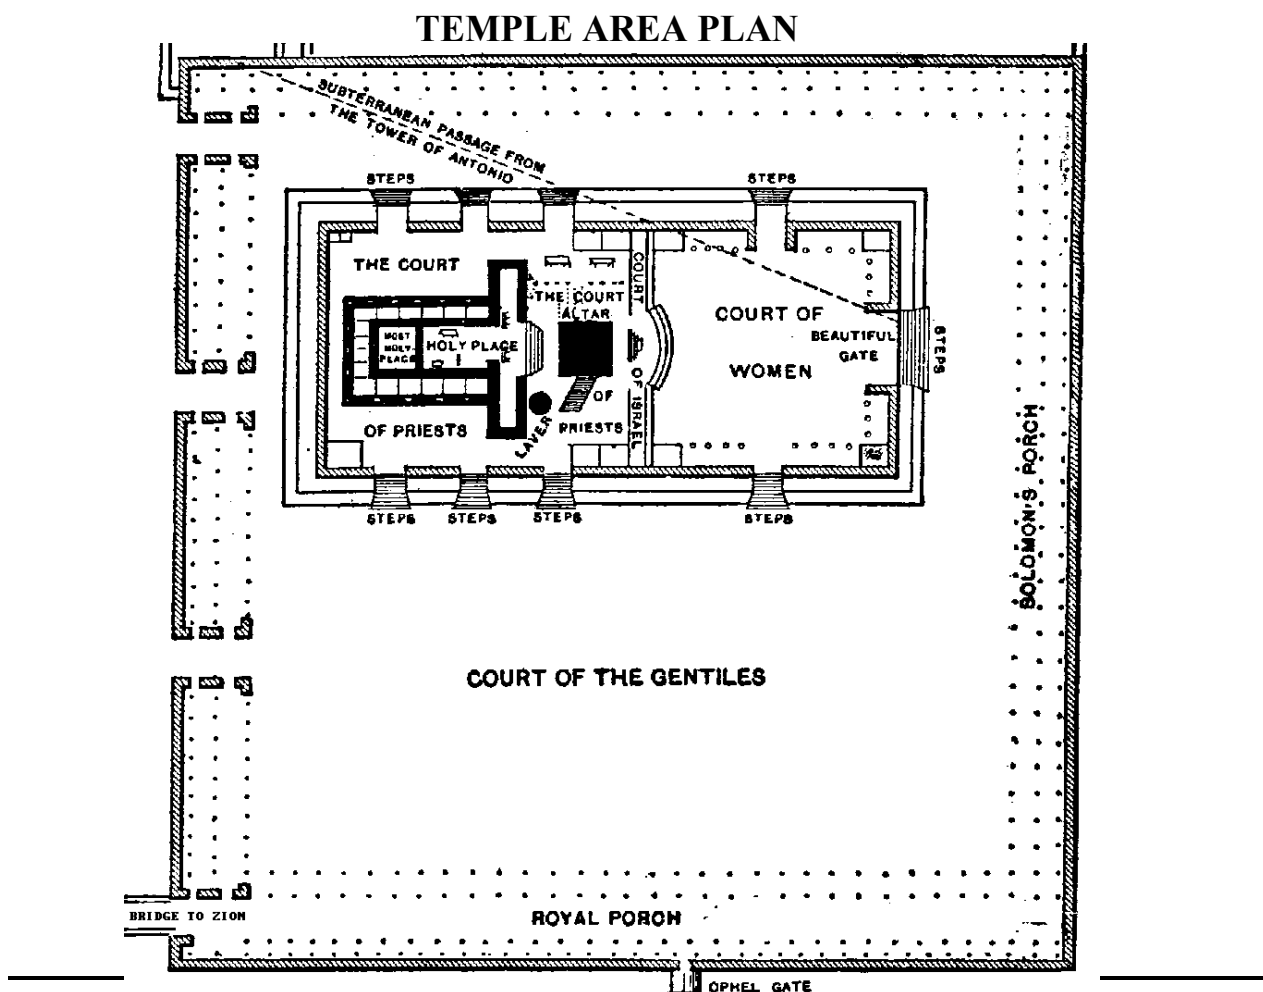 TEMPLE AREA PLAN
SUBTERRANEAN PASSAGE FROM
THE TOWER OF ANTONIO
STEPS
STEPS
THE COURT
COURT
THE COURT
ALTAR
COURT OF
MOST
HOLY
PLACE
HOLY PLACE
BEAUTIFUL
GATE
STEPS
WOMEN
OF
OF ISRAEL
OF PRIESTS
LAVER
PRIESTS
STEPS
STEPS
STEPS
STEPS
SOLOMON'S PORCH
COURT OF THE GENTILES
BRIDGE TO ZION
ROYAL PORCH
OPHEL GATE